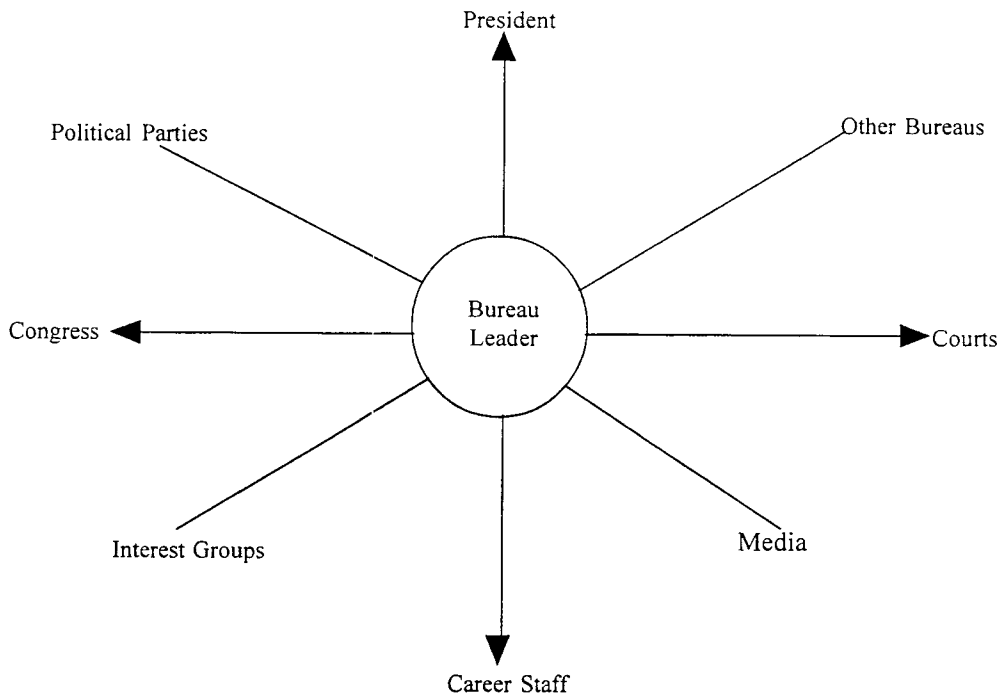 President
Political Parties
Other Bureaus
Bureau
Leader
Congress
Courts
Interest Groups
Media
Career Staff